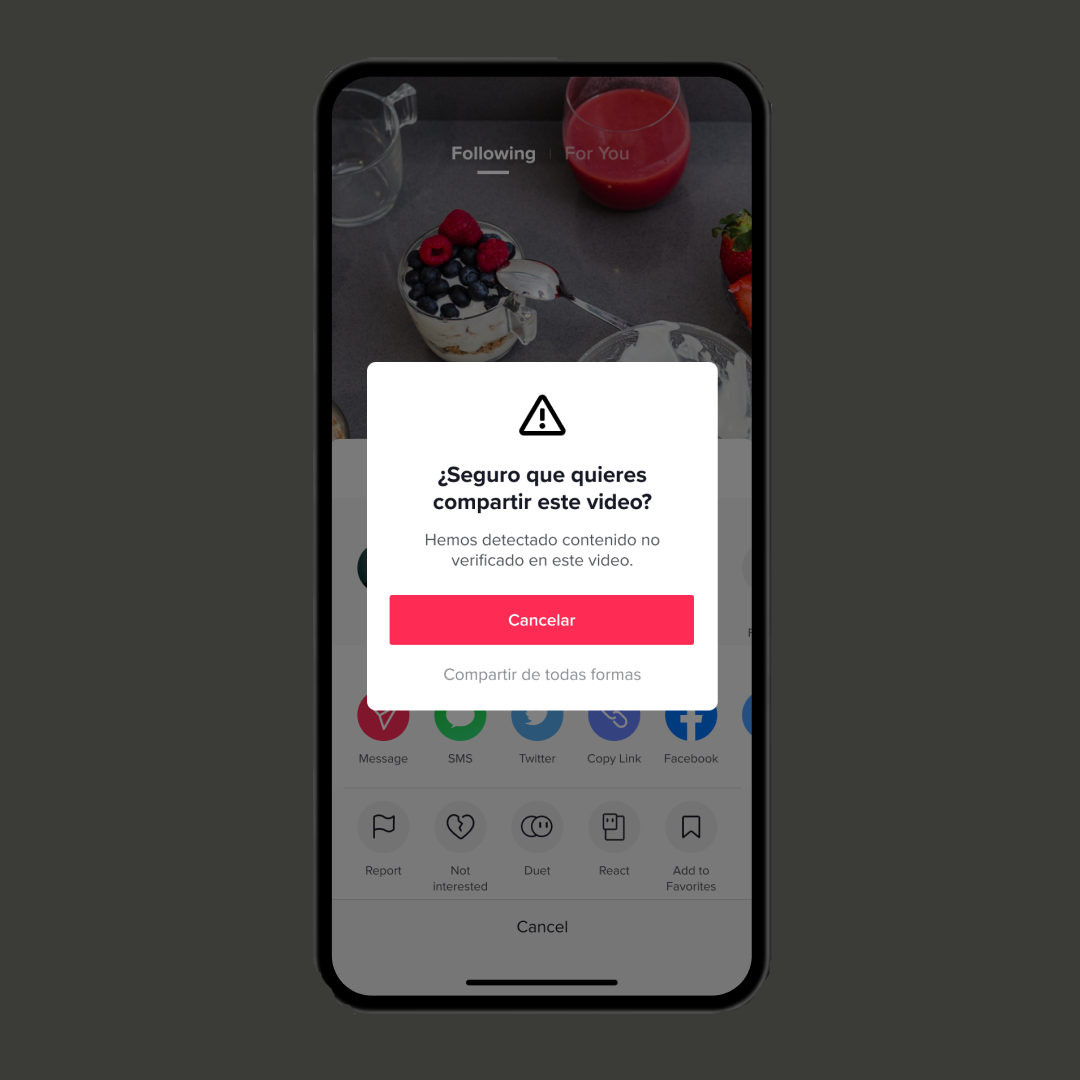 Following
For You
¿Seguro que quieres
compartir este video?
Hemos detectado contenido no
verificado en este video.
Cancelar
Compartir de todas formas
Message
SMS
Twitter
Copy Link
Facebook
Report
Not
interested
Duet
React
Add to
Favorites
Cancel